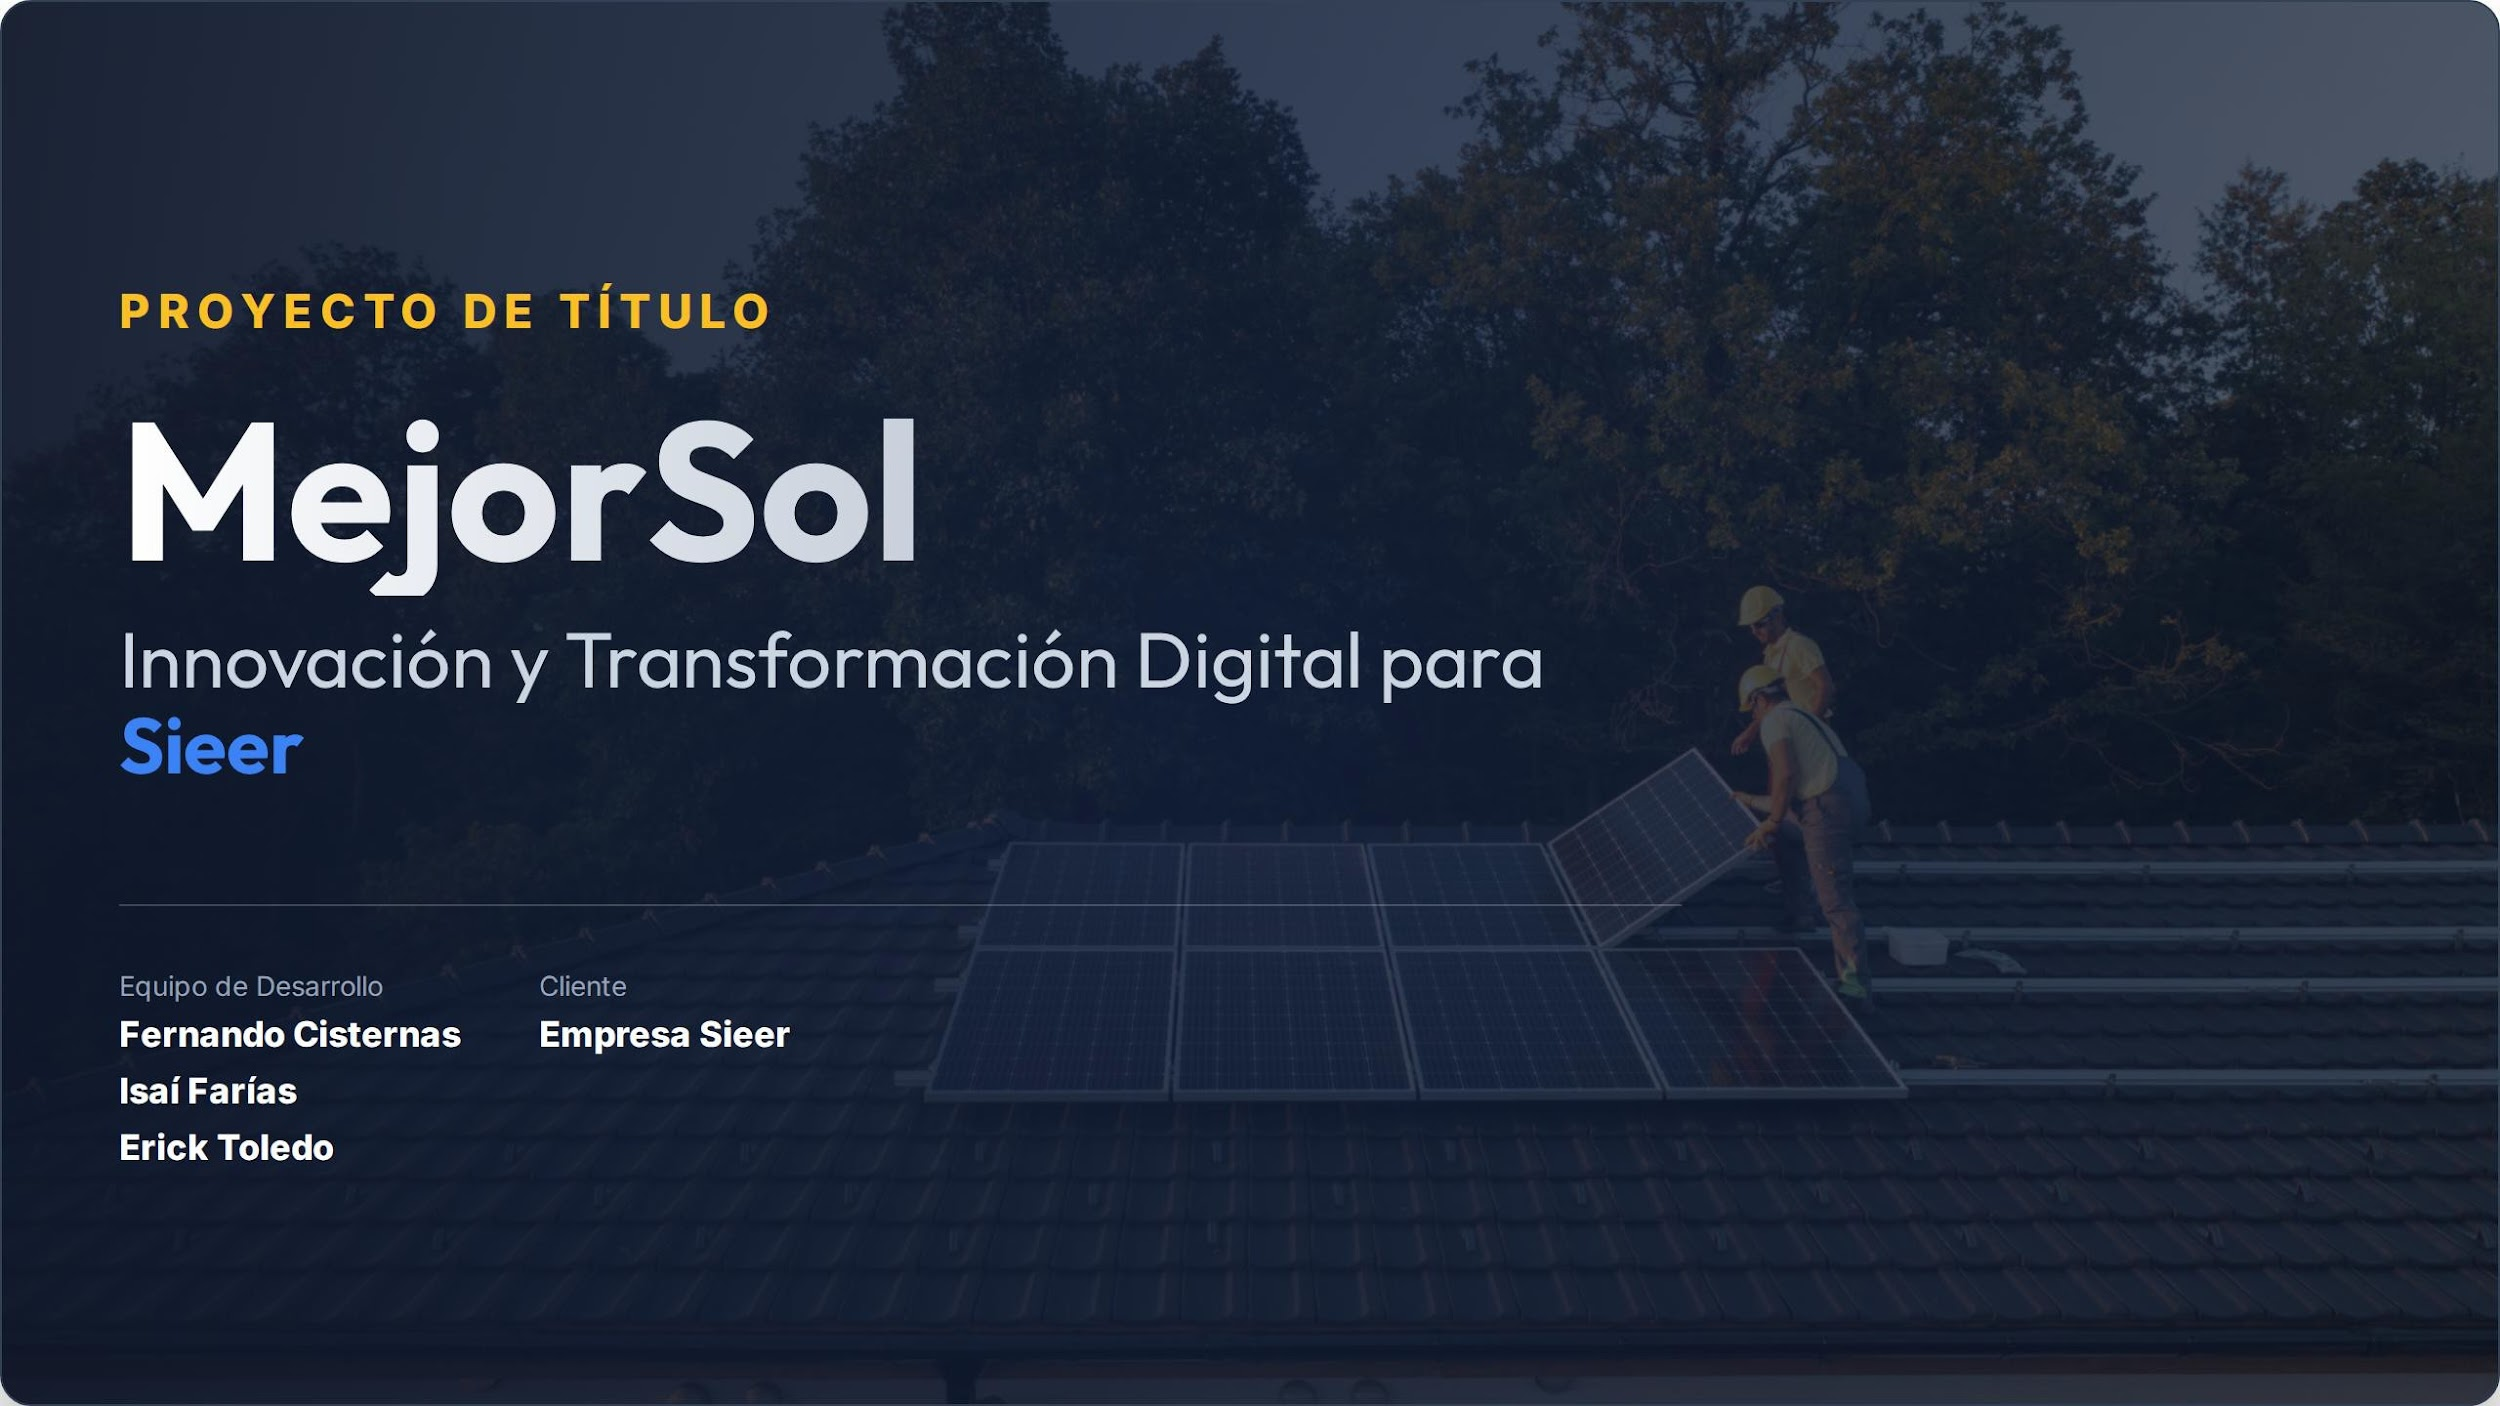 PROYECTO DE TÍTULO
MejorSol
Innovación y Transformación Digital para
Sieer
Equipo de Desarrollo
Fernando Cisternas
Isaí Farías
Erick Toledo
Cliente
Empresa Sieer